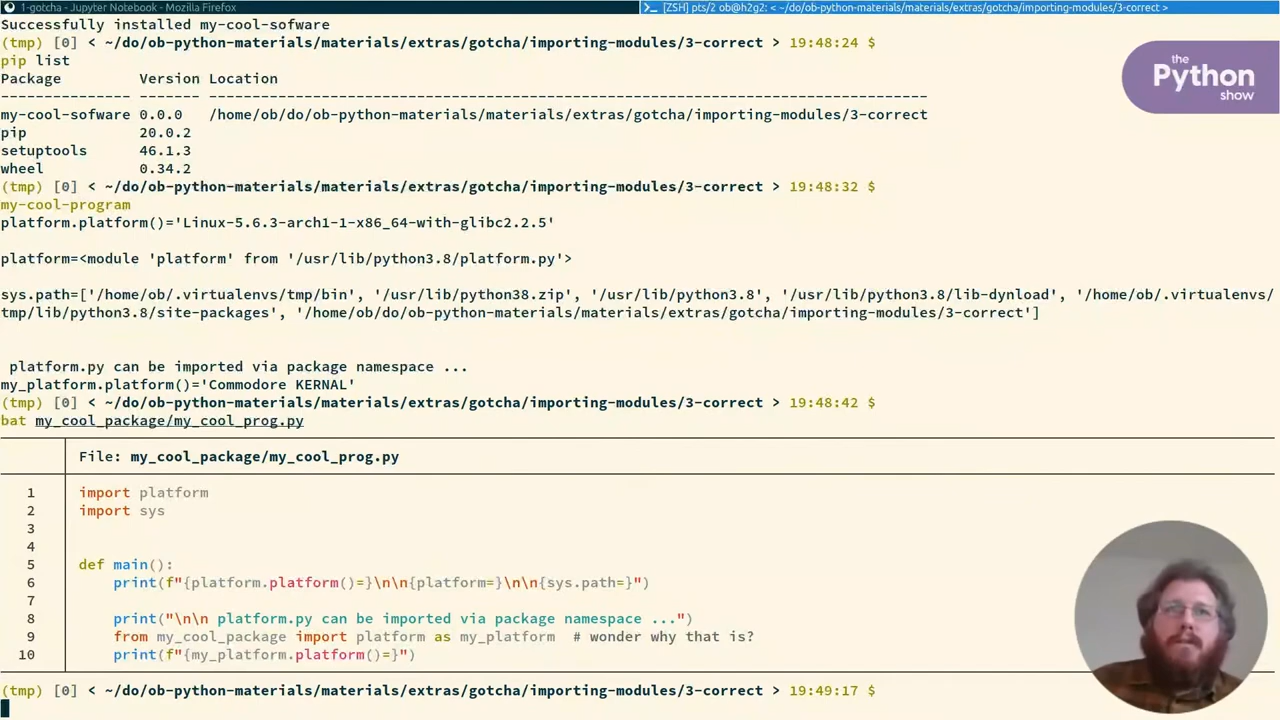 1-gotcha - Jupyter Notebook - Mozilla Firefox
[ZSH] pts/2 ob@h2g2: < ~/do/ob-python-materials/materials/extras/gotcha/importing-modules/3-correct >
Successfully installed my-cool-sofware
(tmp) [0] < ~/do/ob-python-materials/materials/extras/gotcha/importing-modules/3-correct > 19:48:24 $
pip list
Package Version Location
--------------- ------- -----------------------------------------------------------------------------------
my-cool-sofware 0.0.0 /home/ob/do/ob-python-materials/materials/extras/gotcha/importing-modules/3-correct
pip 20.0.2
setuptools 46.1.3
wheel 0.34.2
(tmp) [0] < ~/do/ob-python-materials/materials/extras/gotcha/importing-modules/3-correct > 19:48:32 $
my-cool-program
platform.platform()='Linux-5.6.3-arch1-1-x86_64-with-glibc2.2.5'
platform=<module 'platform' from '/usr/lib/python3.8/platform.py'>
sys.path=['/home/ob/.virtualenvs/tmp/bin', '/usr/lib/python38.zip', '/usr/lib/python3.8', '/usr/lib/python3.8/lib-dynload', '/home/ob/.virtualenvs/
tmp/lib/python3.8/site-packages', '/home/ob/do/ob-python-materials/materials/extras/gotcha/importing-modules/3-correct']
platform.py can be imported via package namespace ...
my_platform.platform()='Commodore KERNAL'
(tmp) [0] < ~/do/ob-python-materials/materials/extras/gotcha/importing-modules/3-correct > 19:48:42 $
bat my_cool_package/my_cool_prog.py
File: my_cool_package/my_cool_prog.py
1 import platform
2 import sys
3
4
5 def main():
6 print(f"{platform.platform()=}\n\n{platform=}\n\n{sys.path=}")
7
8 print("\n\n platform.py can be imported via package namespace ...")
9 from my_cool_package import platform as my_platform # wonder why that is?
10 print(f"{my_platform.platform()=}")
(tmp) [0] < ~/do/ob-python-materials/materials/extras/gotcha/importing-modules/3-correct > 19:49:17 $
the
Python
show